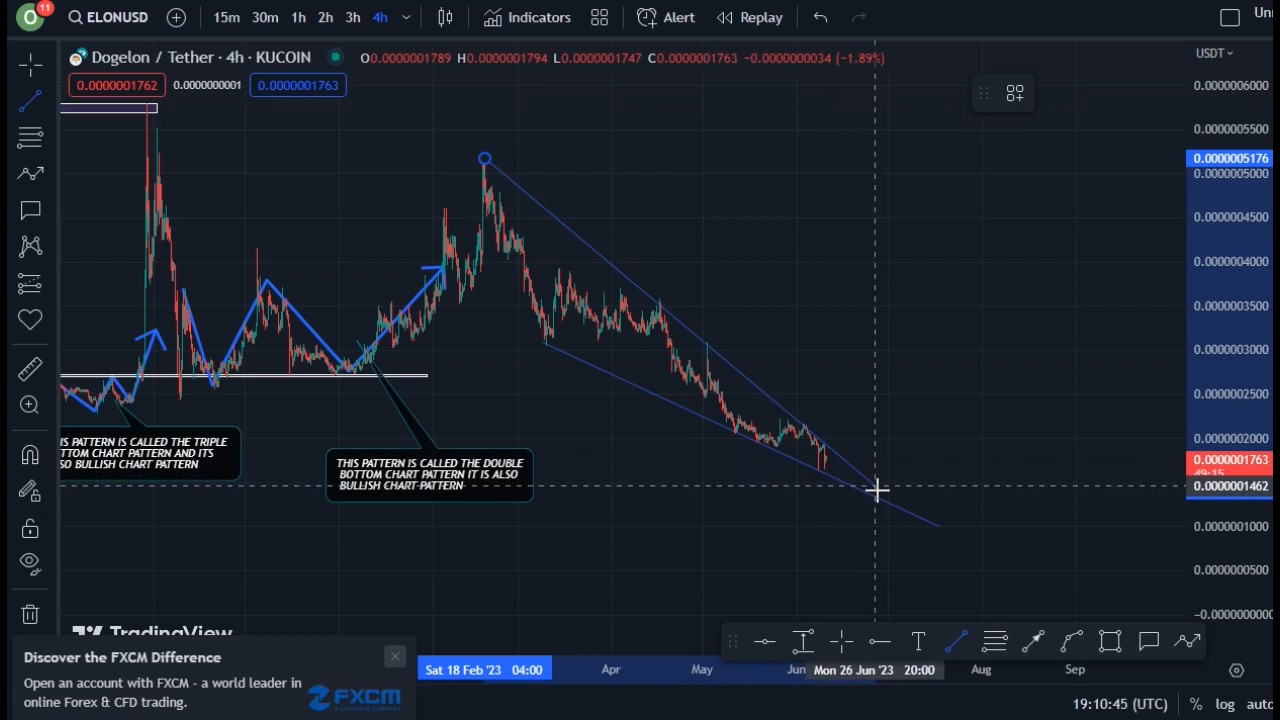 O 11 ELONUSD 15m 30m 1h 2h 3h 4h Indicators Alert Replay Un
Dogelon / Tether · 4h · KUCOIN O0.0000001789 H0.0000001794 L0.0000001747 C0.0000001763 -0.0000000034 (-1.89%) USDT
0.0000001762 0.0000000001 0.0000001763
0.0000006000
0.0000005500
0.0000005176
0.0000005000
0.0000004500
0.0000004000
0.0000003500
0.0000003000
0.0000002500
0.0000002000
0.0000001763
49:15
0.0000001462
0.0000001000
0.0000000500
-0.000000000
IS PATTERN IS CALLED THE TRIPLE
TTOM CHART PATTERN AND ITS
SO BULLISH CHART PATTERN
THIS PATTERN IS CALLED THE DOUBLE
BOTTOM CHART PATTERN IT IS ALSO
BULLISH CHART PATTERN
TradingView
Discover the FXCM Difference
Open an account with FXCM - a world leader in
online Forex & CFD trading.
FXCM
Sat 18 Feb '23 04:00 Apr May Jun Mon 26 Jun '23 20:00 Aug Sep
19:10:45 (UTC) % log auto